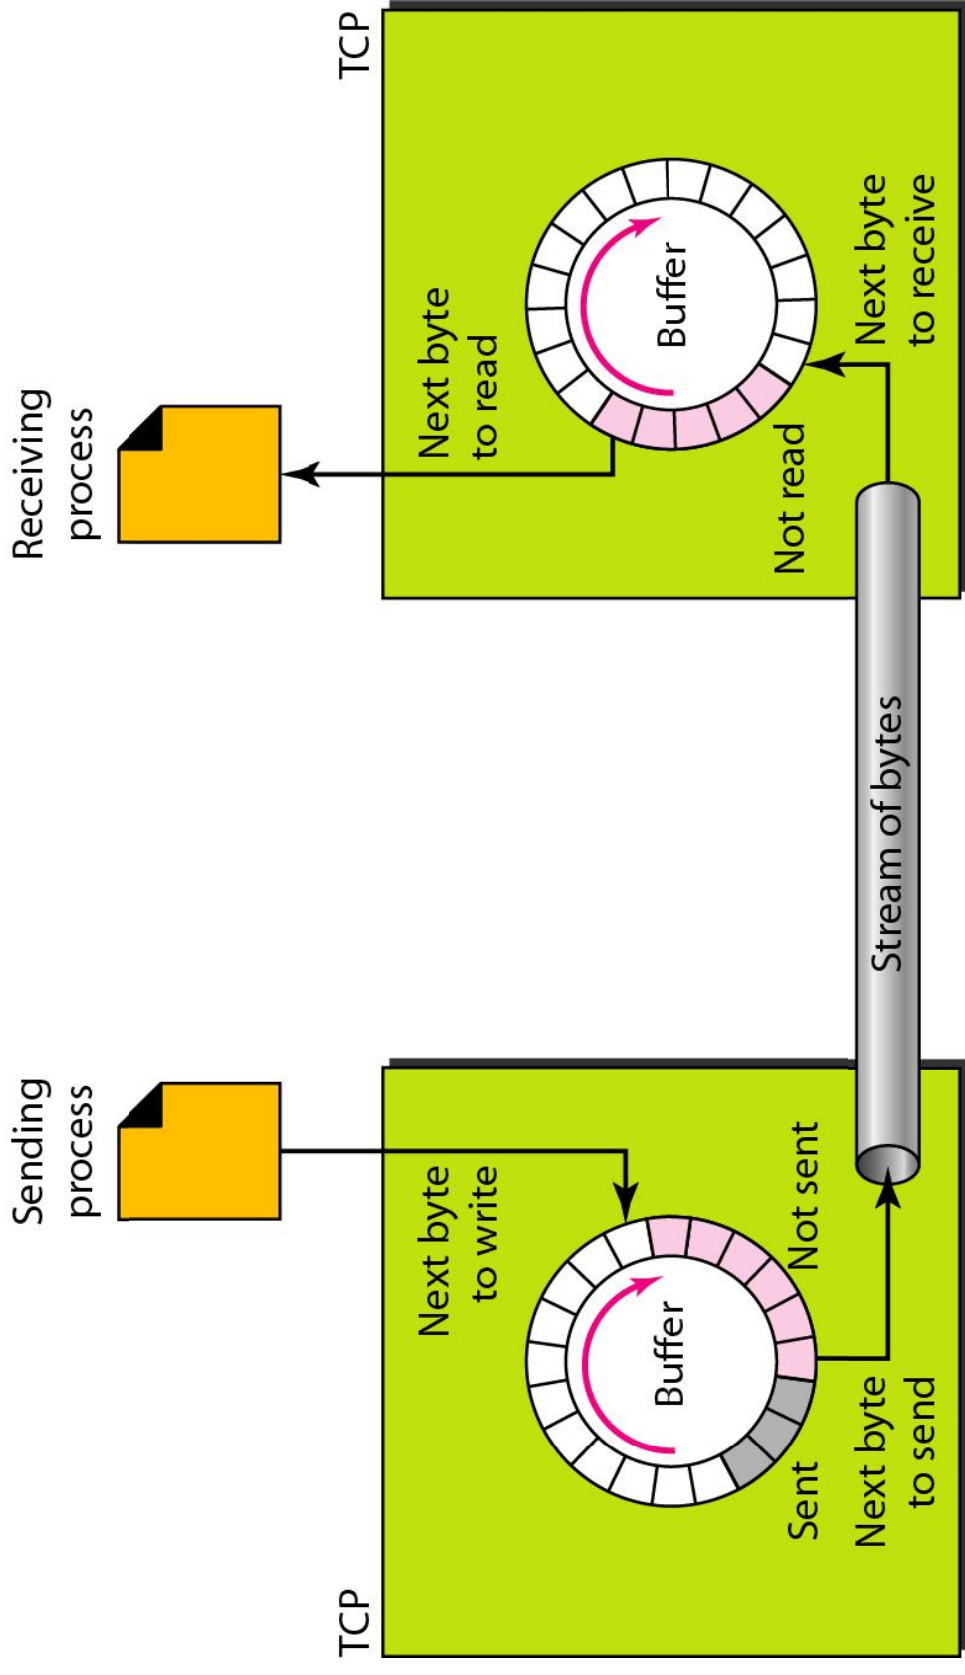 Sending
process
Receiving
process
TCP
TCP
Next byte
to write
Next byte
to read
Buffer
Buffer
Not sent
Not read
Sent
Next byte
to send
Stream of bytes
Next byte
to receive